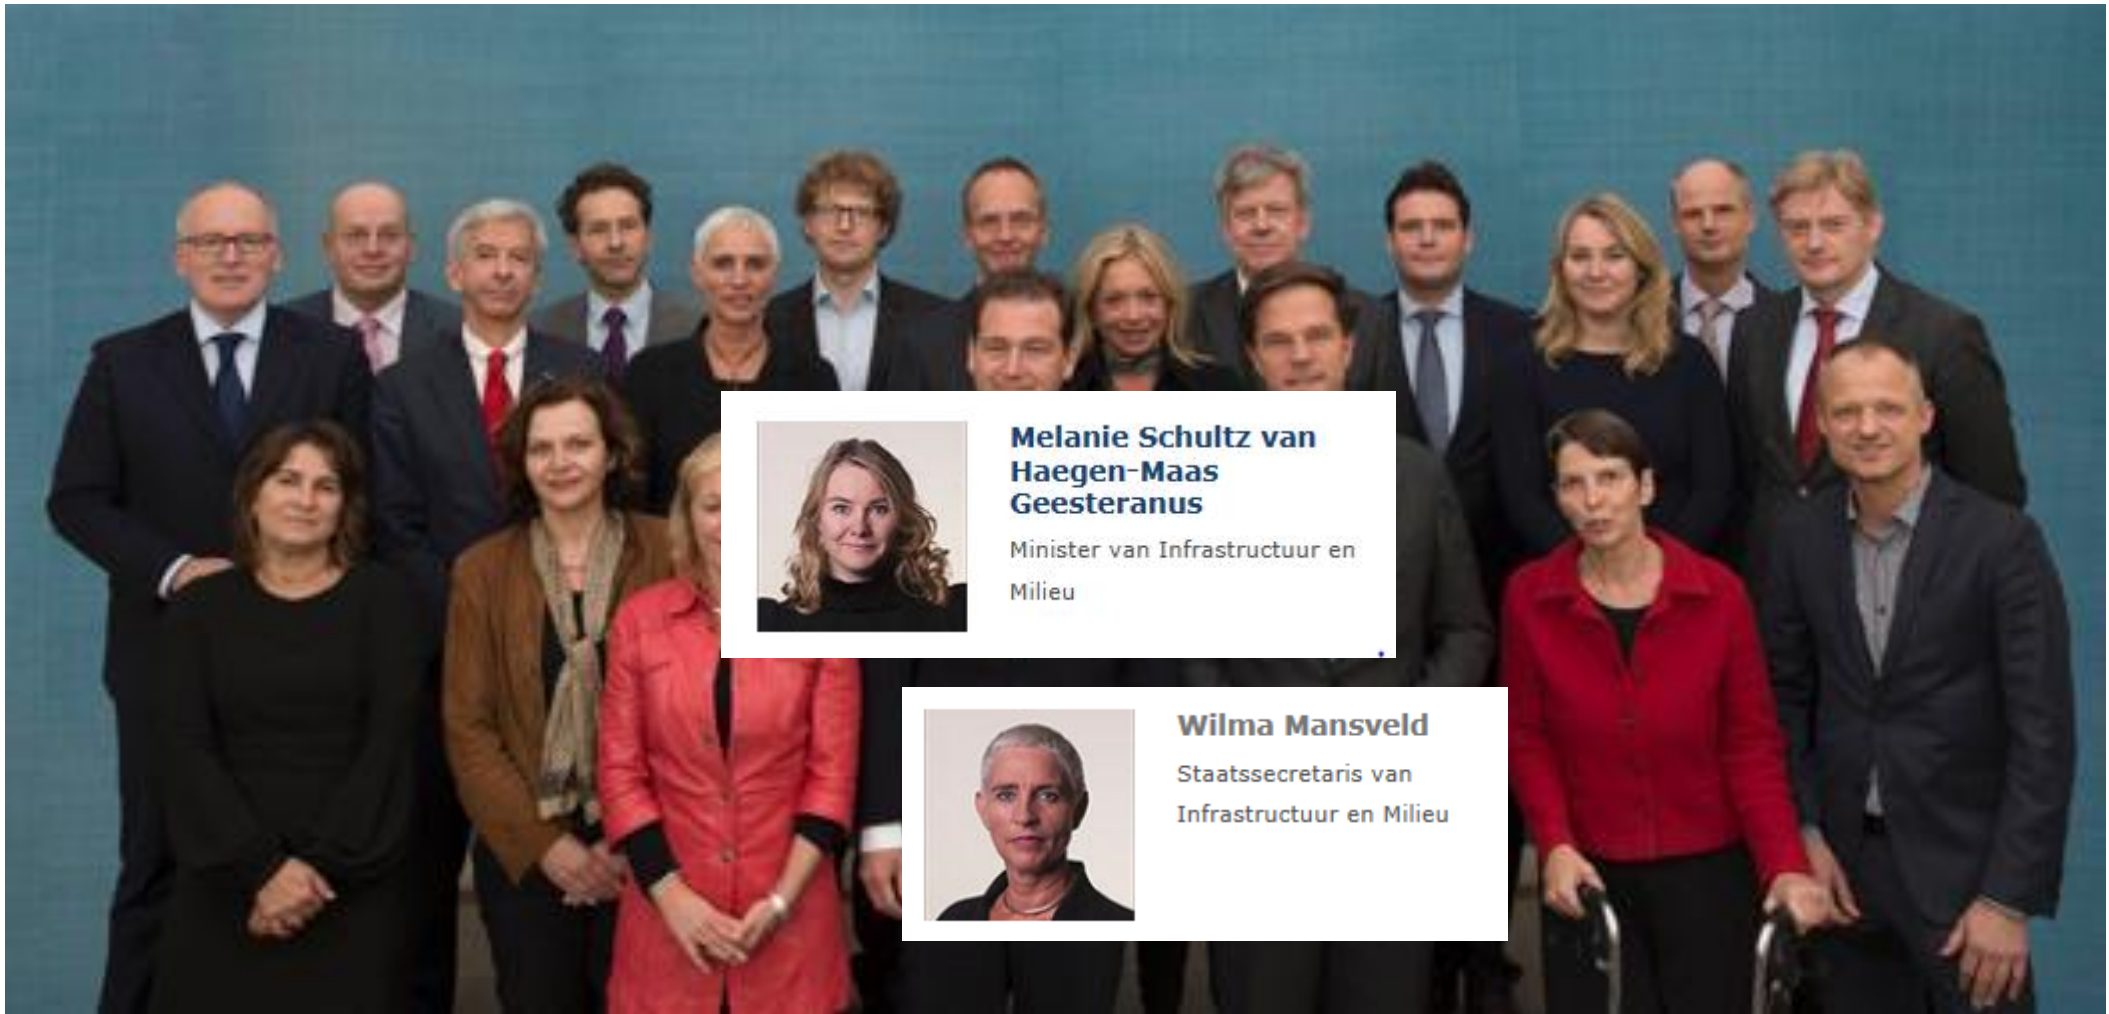 Melanie Schultz van
Haegen-Maas
Geesteranus
Minister van Infrastructuur en
Milieu
Wilma Mansveld
Staatssecretaris van
Infrastructuur en Milieu